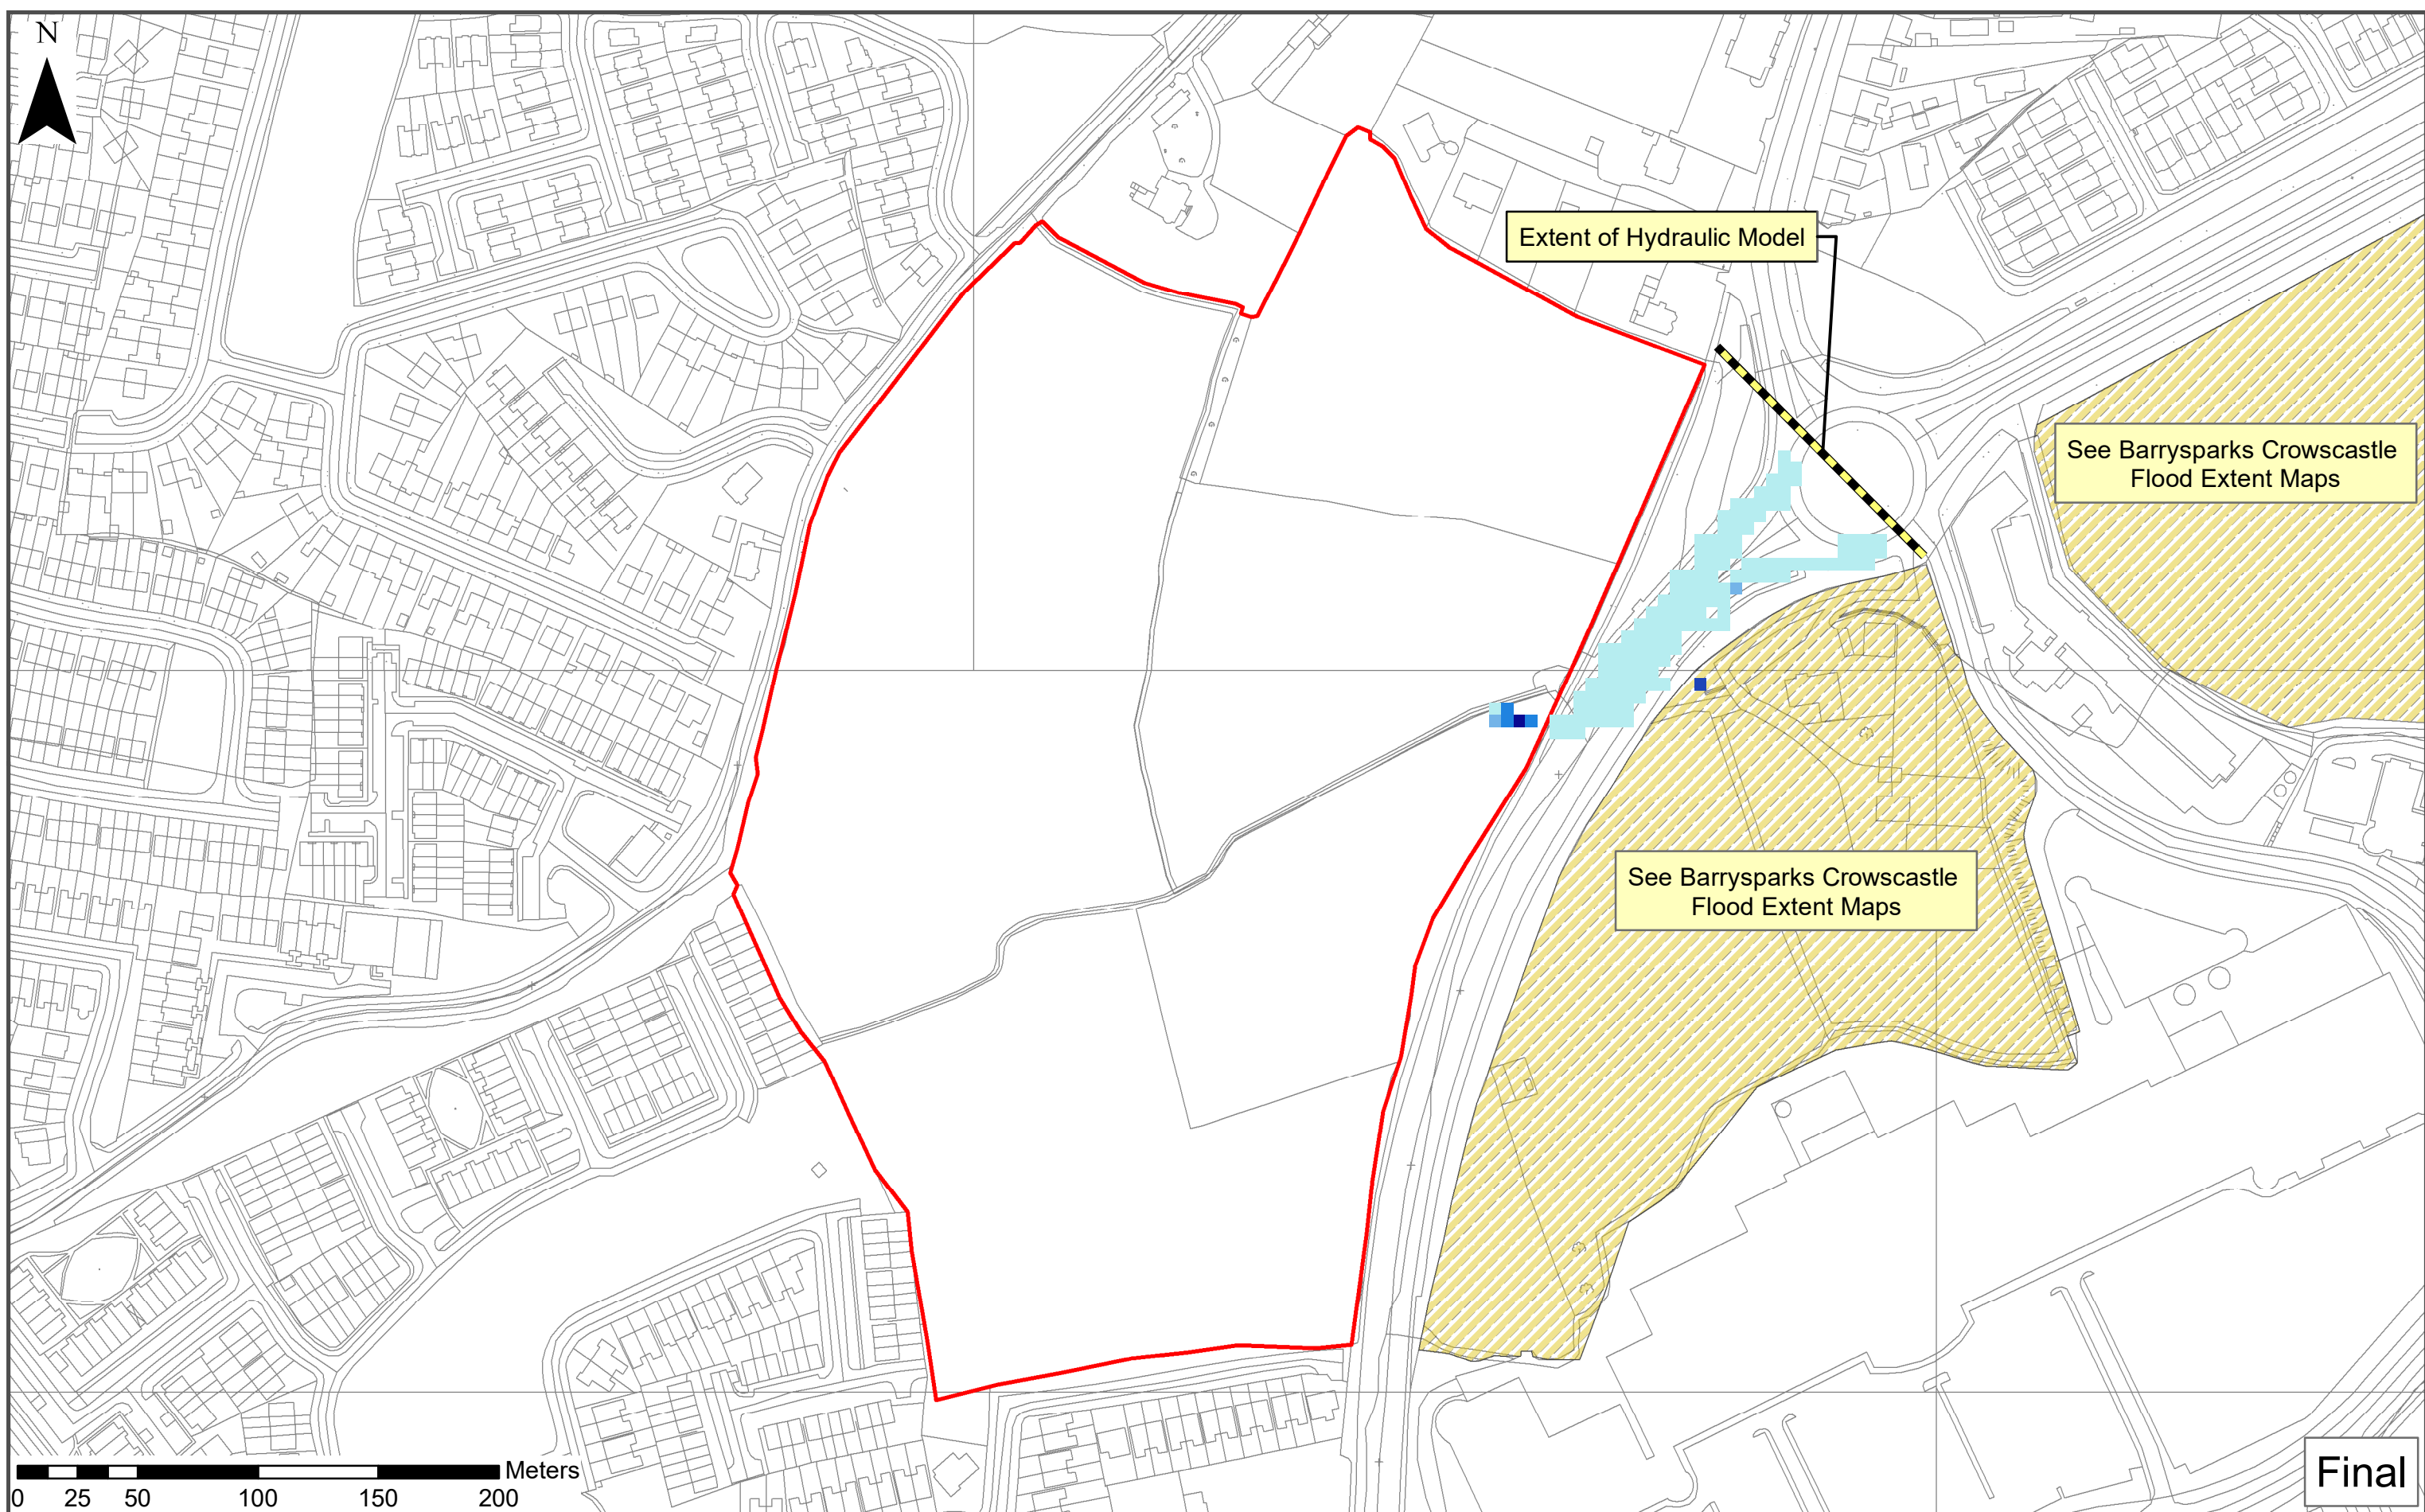 N
Extent of Hydraulic Model
See Barrysparks Crowscastle
Flood Extent Maps
See Barrysparks Crowscastle
Flood Extent Maps
Meters
0 25 50 100 150 200
Final